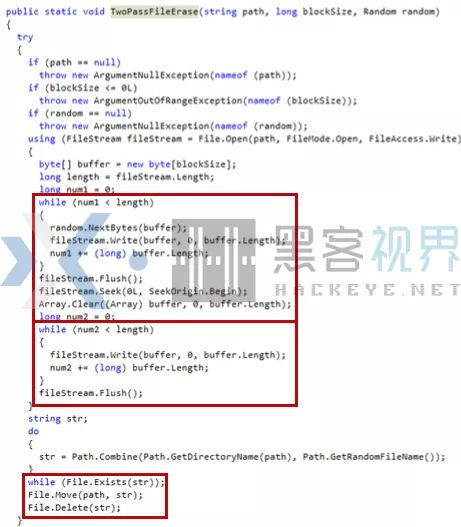 public static void TwoPassFileErase(string path, long blockSize, Random random)
{
try
{
if (path == null)
throw new ArgumentNullException(nameof (path));
if (blockSize <= 0L)
throw new ArgumentOutOfRangeException(nameof (blockSize));
if (random == null)
throw new ArgumentNullException(nameof (random));
using (FileStream fileStream = File.Open(path, FileMode.Open, FileAccess.Write)
{
byte[] buffer = new byte[blockSize];
long length = fileStream.Length;
long num1 = 0;
while (num1 < length)
{
random.NextBytes(buffer);
fileStream.Write(buffer, 0, buffer.Length);
num1 += (long) buffer.Length;
}
fileStream.Flush();
fileStream.Seek(0L, SeekOrigin.Begin);
Array.Clear((Array) buffer, 0, buffer.Length);
long num2 = 0;
while (num2 < length)
{
fileStream.Write(buffer, 0, buffer.Length);
num2 += (long) buffer.Length;
}
fileStream.Flush();
}
string str;
do
{
str = Path.Combine(Path.GetDirectoryName(path), Path.GetRandomFileName());
}
while (File.Exists(str));
File.Move(path, str);
File.Delete(str);
}
黑客视界
HACKEYE.NET